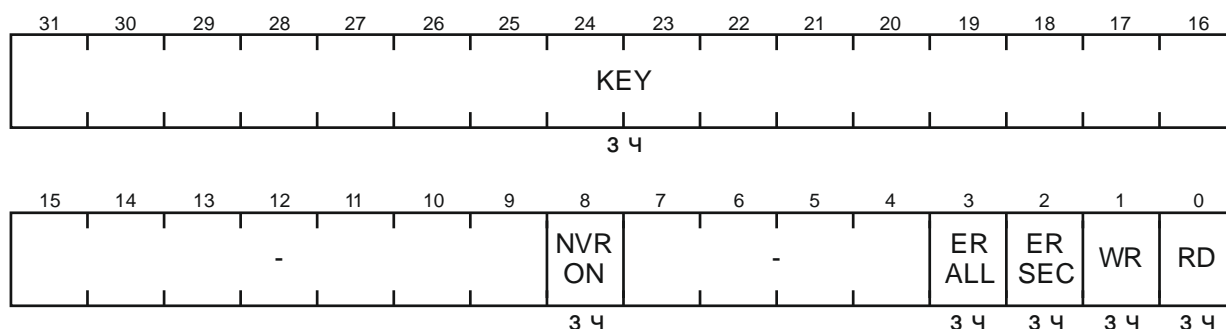 31 30 29 28 27 26 25 24 23 22 21 20 19 18 17 16
KEY
З Ч
15 14 13 12 11 10 9 8 7 6 5 4 3 2 1 0
- NVR ON - ER ALL ER SEC WR RD
З Ч З Ч З Ч З Ч З Ч